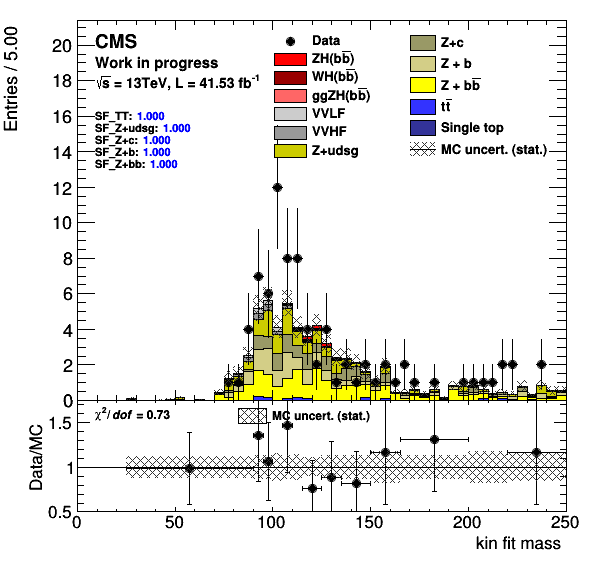 Entries / 5.00
CMS
Work in progress
√s = 13TeV, L = 41.53 fb⁻¹
SF_TT: 1.000
SF_Z+udsg: 1.000
SF_Z+c: 1.000
SF_Z+b: 1.000
SF_Z+bb: 1.000
Data
ZH(bb̅)
WH(bb̅)
ggZH(bb̅)
VVLF
VVHF
Z+udsg
Z+c
Z + b
Z + bb̅
tt̅
Single top
MC uncert. (stat.)
20
18
16
14
12
10
8
6
4
2
0
χ²/ dof = 0.73
MC uncert. (stat.)
Data/MC
1.5
1
0.5
0 50 100 150 200 250
kin fit mass